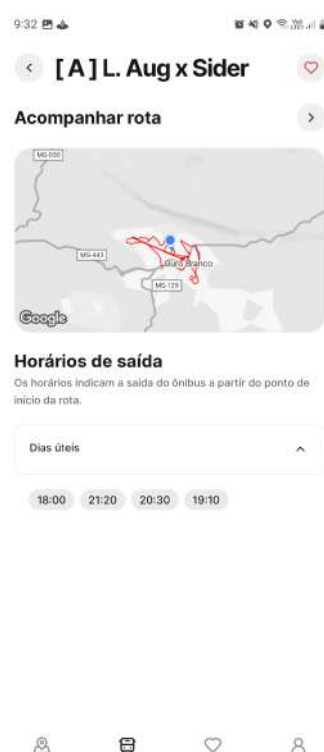 9:32
[ A ] L. Aug x Sider
Acompanhar rota
MG-030
MG-443
Ouro Branco
MG-129
Google
Horários de saída
Os horários indicam a saída do ônibus a partir do ponto de
início da rota.
Dias úteis
18:00 21:20 20:30 19:10